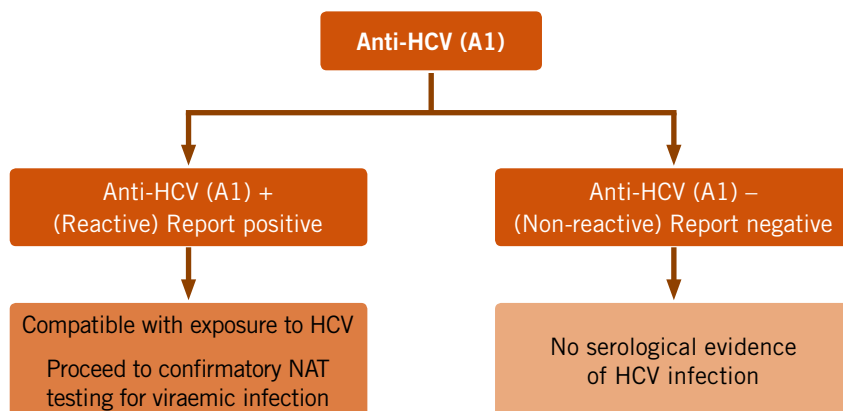 Anti-HCV (A1)
Anti-HCV (A1) +
(Reactive) Report positive
Anti-HCV (A1) –
(Non-reactive) Report negative
Compatible with exposure to HCV
Proceed to confirmatory NAT
testing for viraemic infection
No serological evidence
of HCV infection